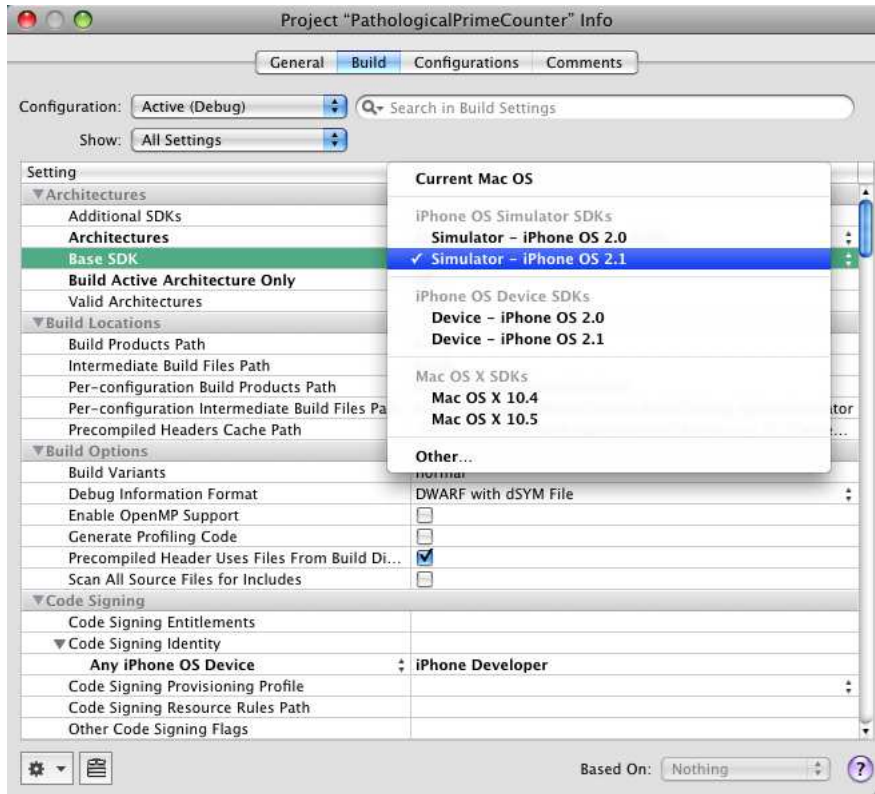 Project “PathologicalPrimeCounter” Info
General Build Configurations Comments
Configuration: Active (Debug) Search in Build Settings
Show: All Settings
Setting
Current Mac OS
Architectures
Additional SDKs iPhone OS Simulator SDKs
Architectures Simulator – iPhone OS 2.0
Base SDK ✓ Simulator – iPhone OS 2.1
Build Active Architecture Only
Valid Architectures iPhone OS Device SDKs
Build Locations Device – iPhone OS 2.0
Build Products Path Device – iPhone OS 2.1
Intermediate Build Files Path
Per-configuration Build Products Path Mac OS X SDKs
Per-configuration Intermediate Build Files Pa Mac OS X 10.4 tor
Precompiled Headers Cache Path Mac OS X 10.5 ...
Build Options Other...
Build Variants normal
Debug Information Format DWARF with dSYM File
Enable OpenMP Support
Generate Profiling Code
Precompiled Header Uses Files From Build Di...
Scan All Source Files for Includes
Code Signing
Code Signing Entitlements
Code Signing Identity
Any iPhone OS Device iPhone Developer
Code Signing Provisioning Profile
Code Signing Resource Rules Path
Other Code Signing Flags
Based On: Nothing ?